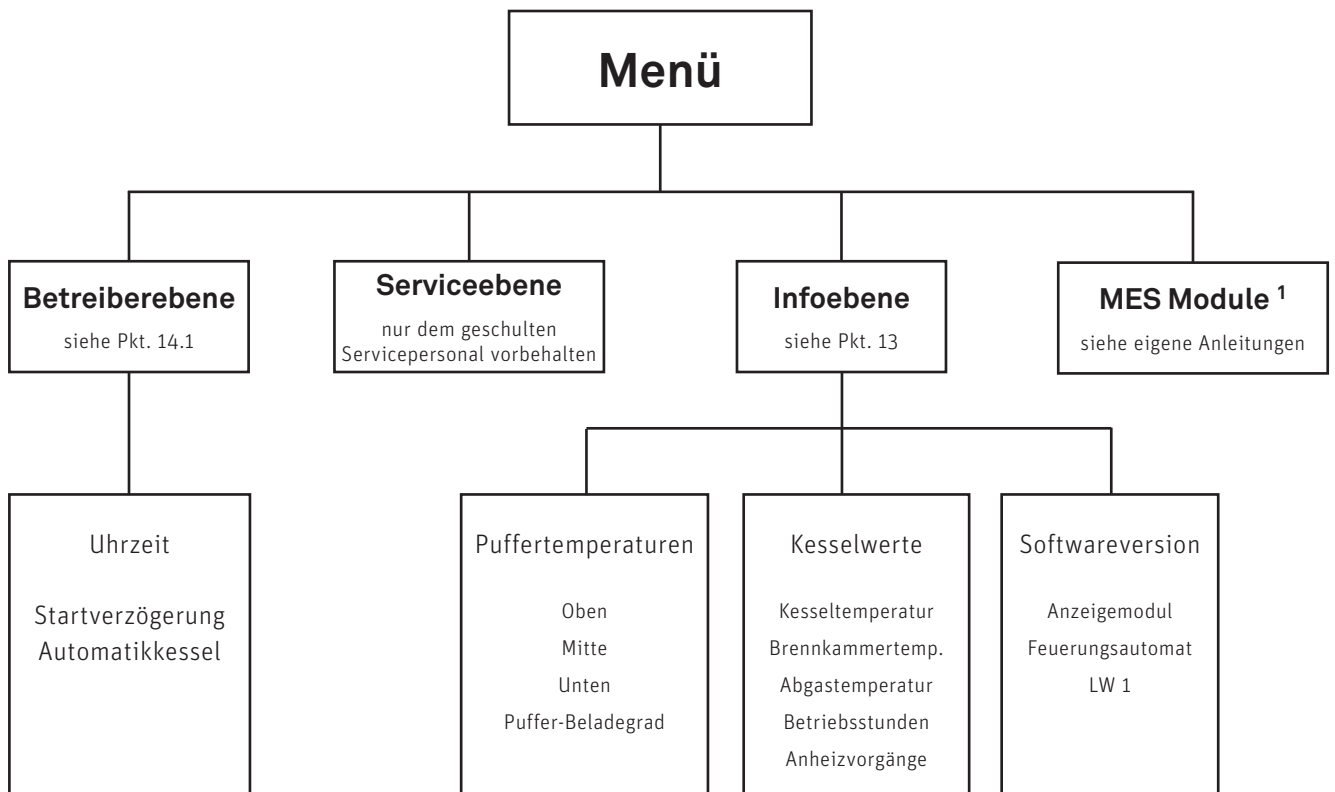 Menü
Betreiberebene
siehe Pkt. 14.1
Serviceebene
nur dem geschulten
Servicepersonal vorbehalten
Infoebene
siehe Pkt. 13
MES Module ¹
siehe eigene Anleitungen
Uhrzeit
Startverzögerung
Automatikkessel
Puffertemperaturen
Oben
Mitte
Unten
Puffer-Beladegrad
Kesselwerte
Kesseltemperatur
Brennkammertemp.
Abgastemperatur
Betriebsstunden
Anheizvorgänge
Softwareversion
Anzeigemodul
Feuerungsautomat
LW 1